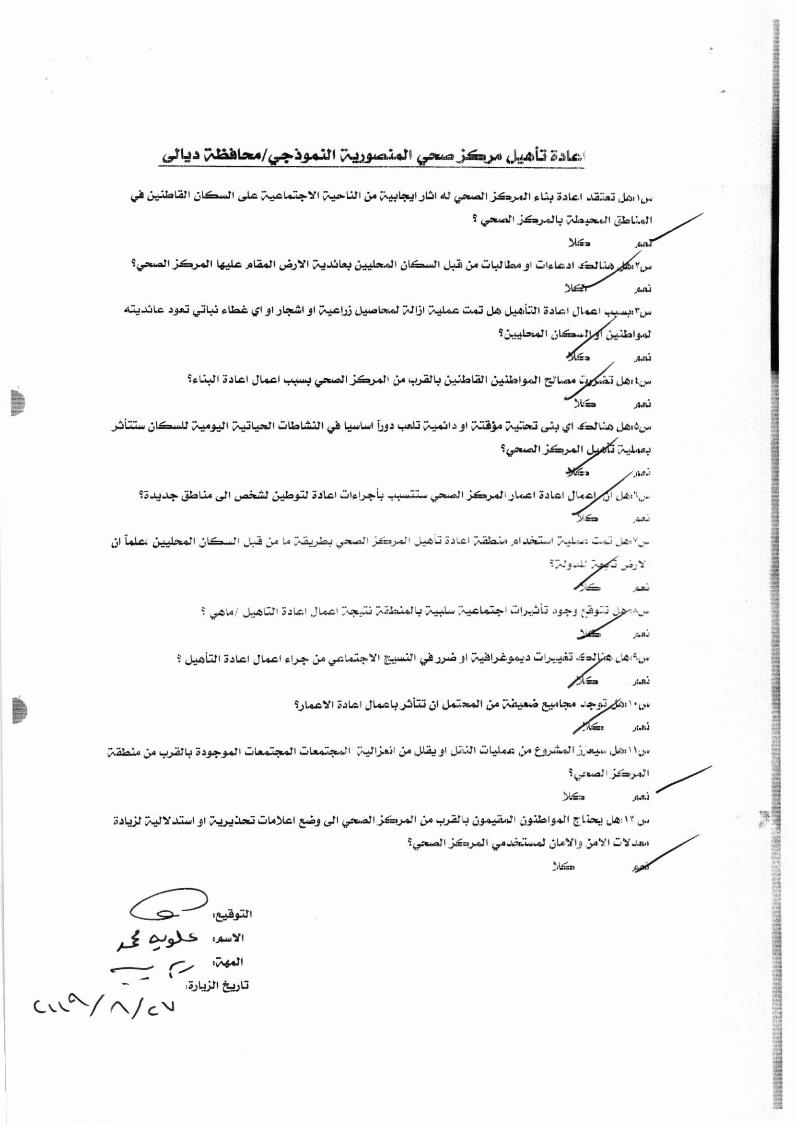 اعادة تأهيل مركز صحي المنصورية النموذجي/محافظة ديالى
س١:هل تعتقد اعادة بناء المركز الصحي له اثار ايجابية من الناحية الاجتماعية على السكان القاطنين في
المناطق المحيطة بالمركز الصحي ؟
نعم كلا
س٢:هل هنالك ادعاءات او مطالبات من قبل السكان المحليين بعائدية الارض المقام عليها المركز الصحي؟
نعم كلا
س٣:بسبب اعمال اعادة التأهيل هل تمت عملية ازالة لمحاصيل زراعية او اشجار او اي غطاء نباتي تعود عائديته
لمواطنين او السكان المحليين؟
نعم كلا
س٤:هل تضررت مصالح المواطنين القاطنين بالقرب من المركز الصحي بسبب اعمال اعادة البناء؟
نعم كلا
س٥:هل هنالك اي بنى تحتية مؤقتة او دائمية تلعب دوراً اساسيا في النشاطات الحياتية اليومية للسكان ستتأثر
بعملية تأهيل المركز الصحي؟
نعم كلا
س٦:هل ان اعمال اعادة اعمار المركز الصحي ستتسبب بأجراءات اعادة لتوطين لشخص الى مناطق جديدة؟
نعم كلا
س٧:هل تمت عملية استخدام منطقة اعادة تأهيل المركز الصحي بطريقة ما من قبل السكان المحليين ،علماً ان
الارض تابعة للدولة؟
نعم كلا
س٨:هل تتوقع وجود تأثيرات اجتماعية سلبية بالمنطقة نتيجة اعمال اعادة التاهيل /ماهي ؟
نعم كلا
س٩:هل هنالك تغييرات ديموغرافية او ضرر في النسيج الاجتماعي من جراء اعمال اعادة التأهيل ؟
نعم كلا
س١٠:هل توجد مجاميع ضعيفة من المحتمل ان تتأثر باعمال اعادة الاعمار؟
نعم كلا
س١١:هل سيعزز المشروع من عمليات النقل او يقلل من انعزالية المجتمعات المجتمعات الموجودة بالقرب من منطقة
المركز الصحي؟
نعم كلا
س١٢:هل يحتاج المواطنون المقيمون بالقرب من المركز الصحي الى وضع اعلامات تحذيرية او استدلالية لزيادة
معدلات الامن والامان لمستخدمي المركز الصحي؟
نعم كلا
التوقيع:
الاسم: علوية محمد
المهة:
تاريخ الزيارة:
٢٠١٩/٨/٢٧